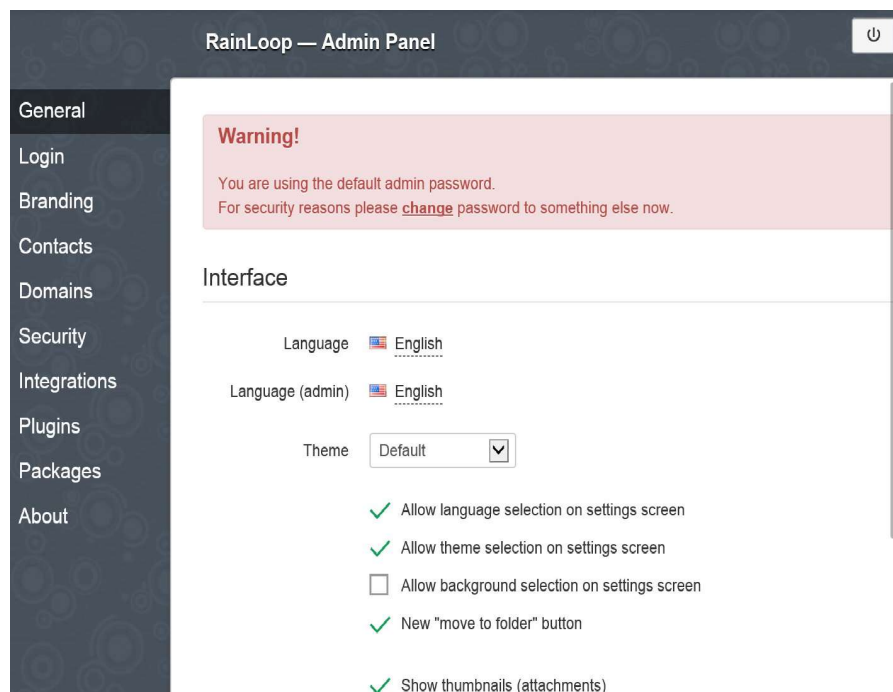 RainLoop — Admin Panel
General
Login
Branding
Contacts
Domains
Security
Integrations
Plugins
Packages
About
Warning!
You are using the default admin password.
For security reasons please change password to something else now.
Interface
Language English
Language (admin) English
Theme Default
Allow language selection on settings screen
Allow theme selection on settings screen
Allow background selection on settings screen
New "move to folder" button
Show thumbnails (attachments)